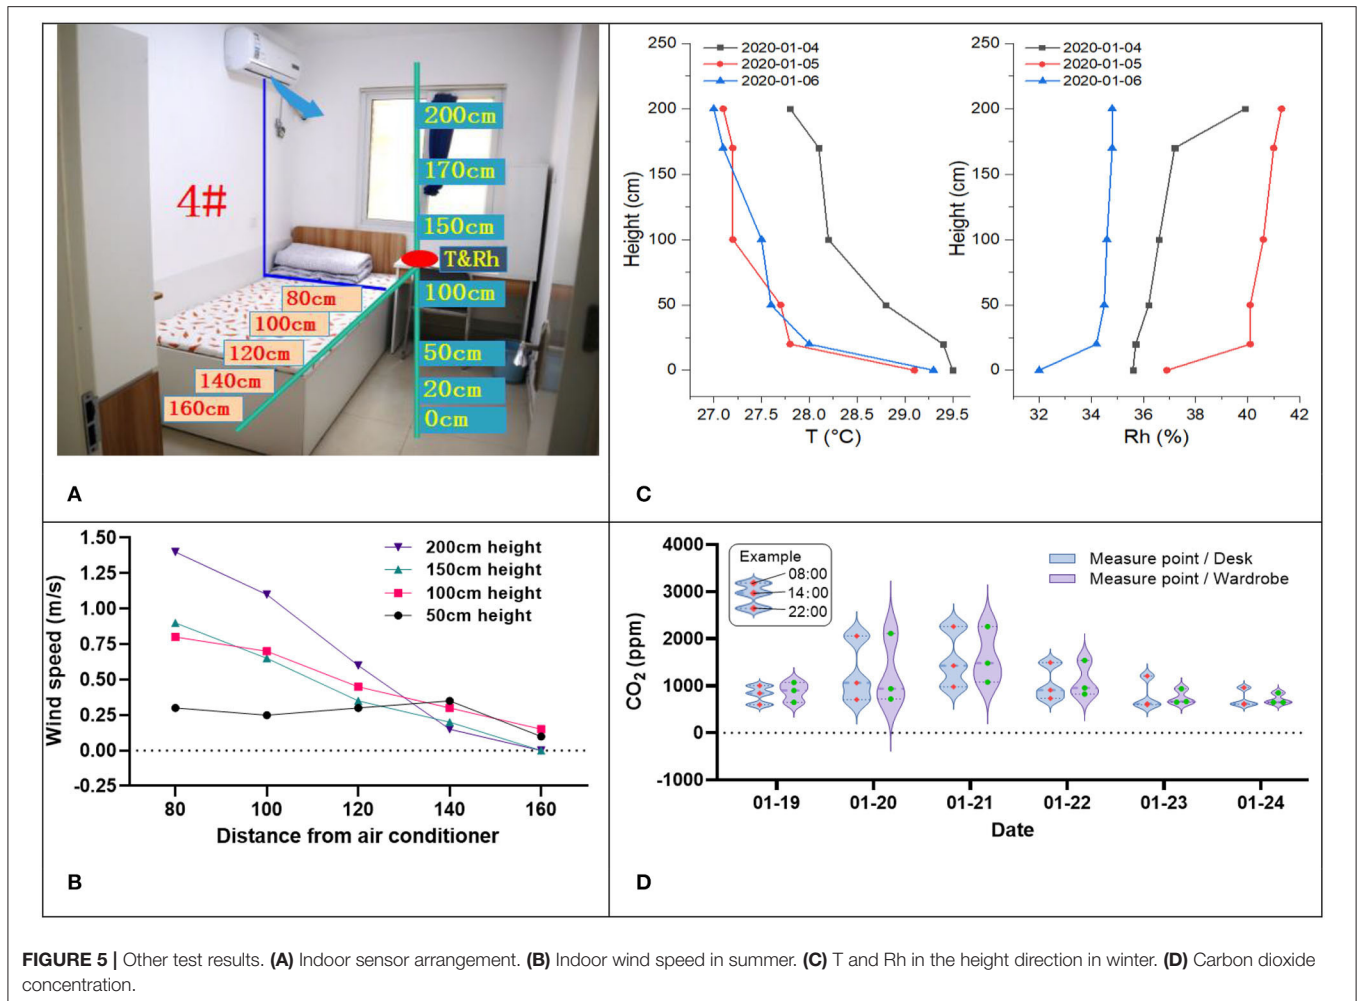 4#
200cm
170cm
150cm
T&Rh
100cm
50cm
20cm
0cm
80cm
100cm
120cm
140cm
160cm
A
2020-01-04
2020-01-05
2020-01-06
250
200
150
100
50
0
Height (cm)
27.0 27.5 28.0 28.5 29.0 29.5
T (°C)
2020-01-04
2020-01-05
2020-01-06
250
200
150
100
50
0
Height (cm)
32 34 36 38 40 42
Rh (%)
C
200cm height
150cm height
100cm height
50cm height
1.50
1.25
1.00
0.75
0.50
0.25
0.00
-0.25
Wind speed (m/s)
80 100 120 140 160
Distance from air conditioner
B
Example
08:00
14:00
22:00
Measure point / Desk
Measure point / Wardrobe
4000
3000
2000
1000
0
-1000
CO2 (ppm)
01-19 01-20 01-21 01-22 01-23 01-24
Date
D
FIGURE 5 | Other test results. (A) Indoor sensor arrangement. (B) Indoor wind speed in summer. (C) T and Rh in the height direction in winter. (D) Carbon dioxide
concentration.